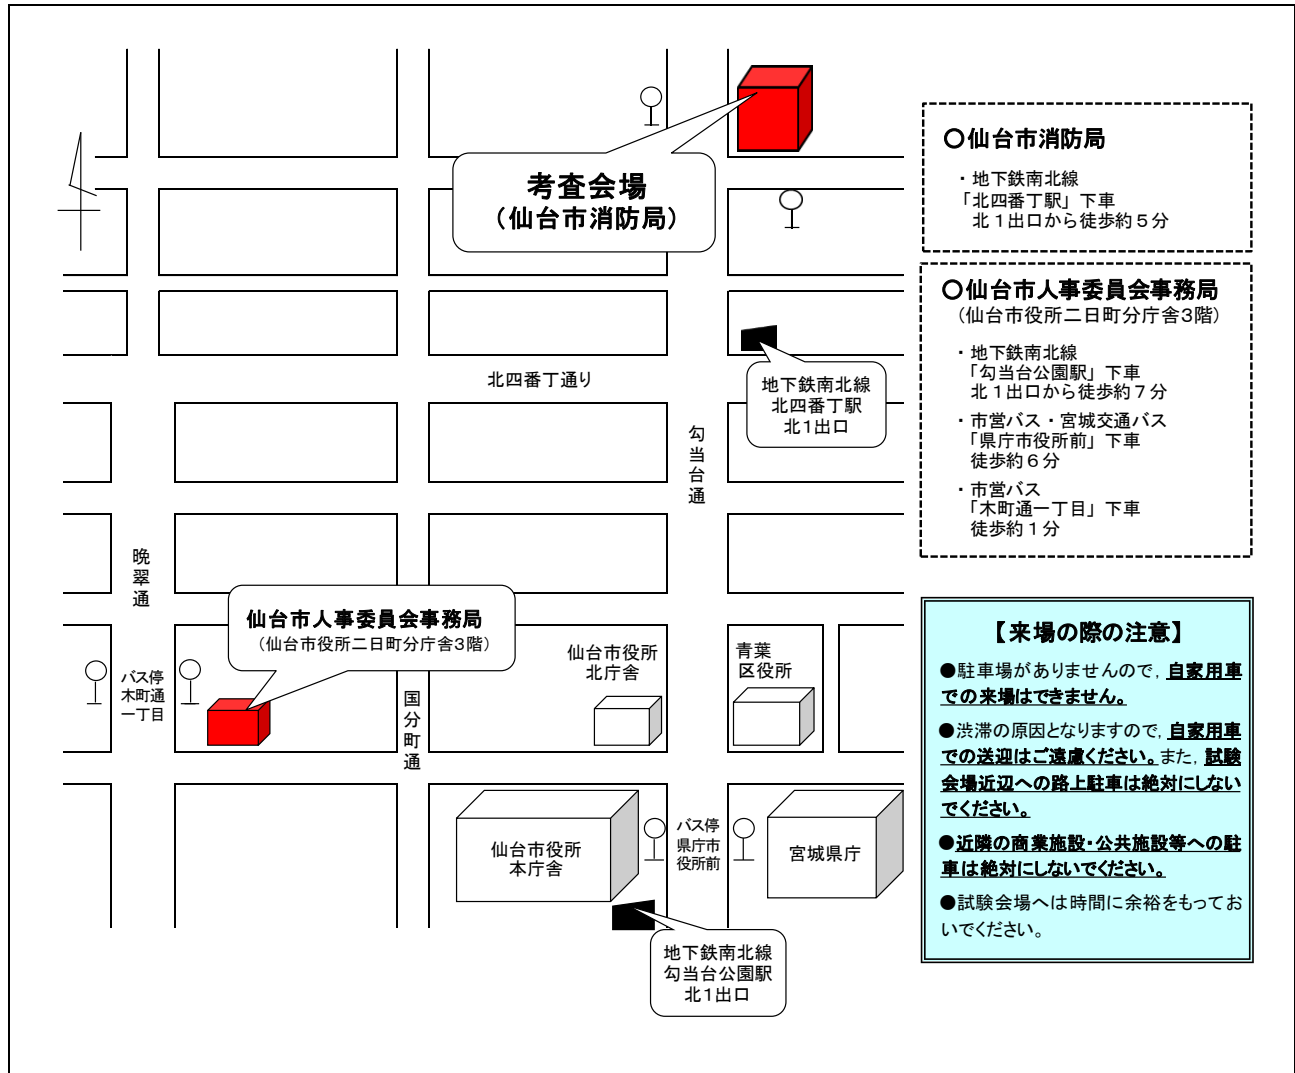 考査会場
（仙台市消防局）
北四番丁通り
地下鉄南北線
北四番丁駅
北１出口
勾当台通
晩翠通
仙台市人事委員会事務局
（仙台市役所二日町分庁舎3階）
バス停
木町通
一丁目
国分町通
仙台市役所
北庁舎
青葉
区役所
仙台市役所
本庁舎
バス停
県庁市
役所前
宮城県庁
地下鉄南北線
勾当台公園駅
北１出口
○仙台市消防局
・地下鉄南北線
「北四番丁駅」下車
北１出口から徒歩約５分
○仙台市人事委員会事務局
（仙台市役所二日町分庁舎3階）
・地下鉄南北線
「勾当台公園駅」下車
北１出口から徒歩約７分
・市営バス・宮城交通バス
「県庁市役所前」下車
徒歩約６分
・市営バス
「木町通一丁目」下車
徒歩約１分
【来場の際の注意】
●駐車場がありませんので，自家用車
での来場はできません。
●渋滞の原因となりますので，自家用車
での送迎はご遠慮ください。また，試験
会場近辺への路上駐車は絶対にしない
でください。
●近隣の商業施設・公共施設等への駐
車は絶対にしないでください。
●試験会場へは時間に余裕をもってお
いでください。